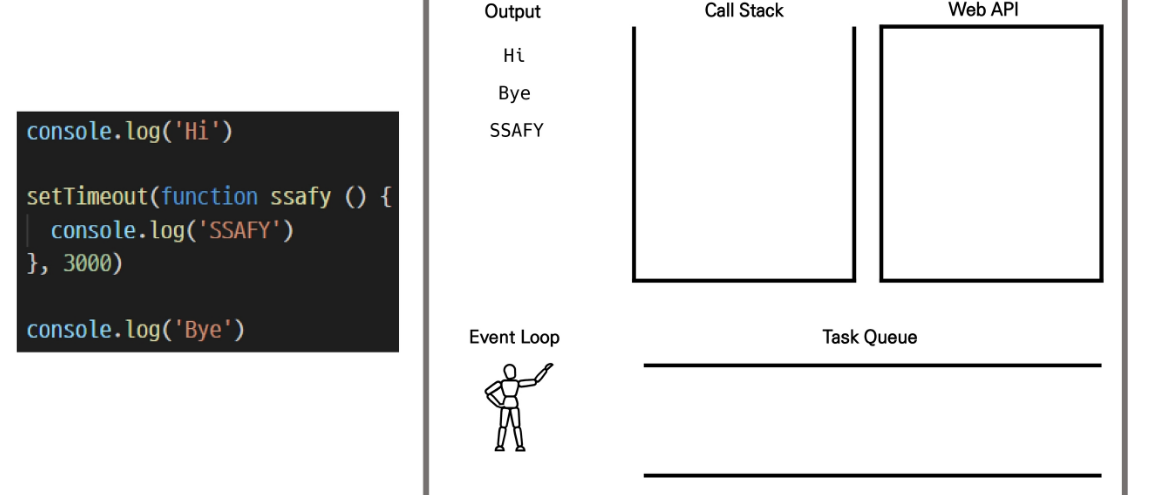 console.log('Hi')
setTimeout(function ssafy () {
console.log('SSAFY')
}, 3000)
console.log('Bye')
Output
Hi
Bye
SSAFY
Call Stack
Web API
Event Loop
Task Queue